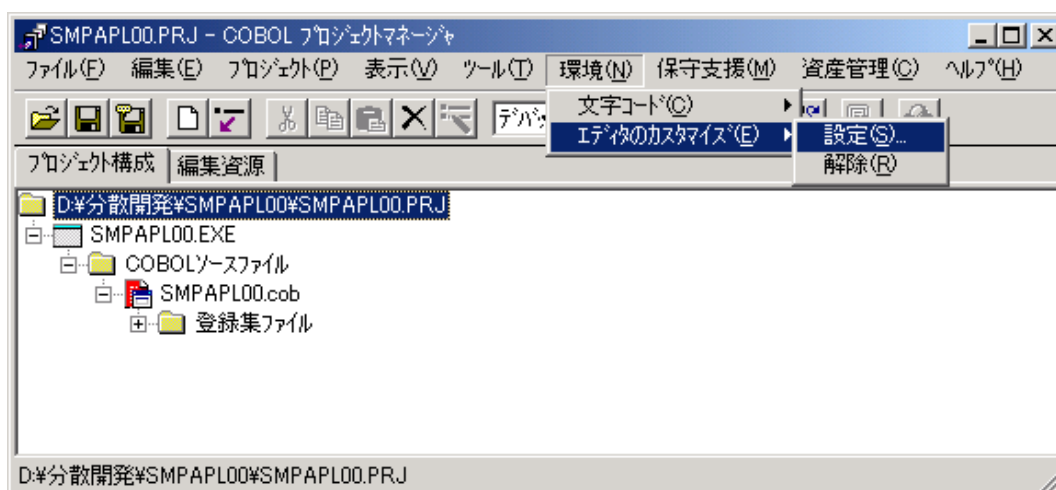 SMPAPL00.PRJ - COBOL プロジェクトマネージャ
ファイル(F) 編集(E) プロジェクト(P) 表示(V) ツール(T) 環境(N) 保守支援(M) 資産管理(C) ヘルプ(H)
文字コード(C)
デバッ
エディタのカスタマイズ(E) 設定(S)...
解除(R)
プロジェクト構成 編集資源
D:¥分散開発¥SMPAPL00¥SMPAPL00.PRJ
SMPAPL00.EXE
COBOLソースファイル
SMPAPL00.cob
登録集ファイル
D:¥分散開発¥SMPAPL00¥SMPAPL00.PRJ